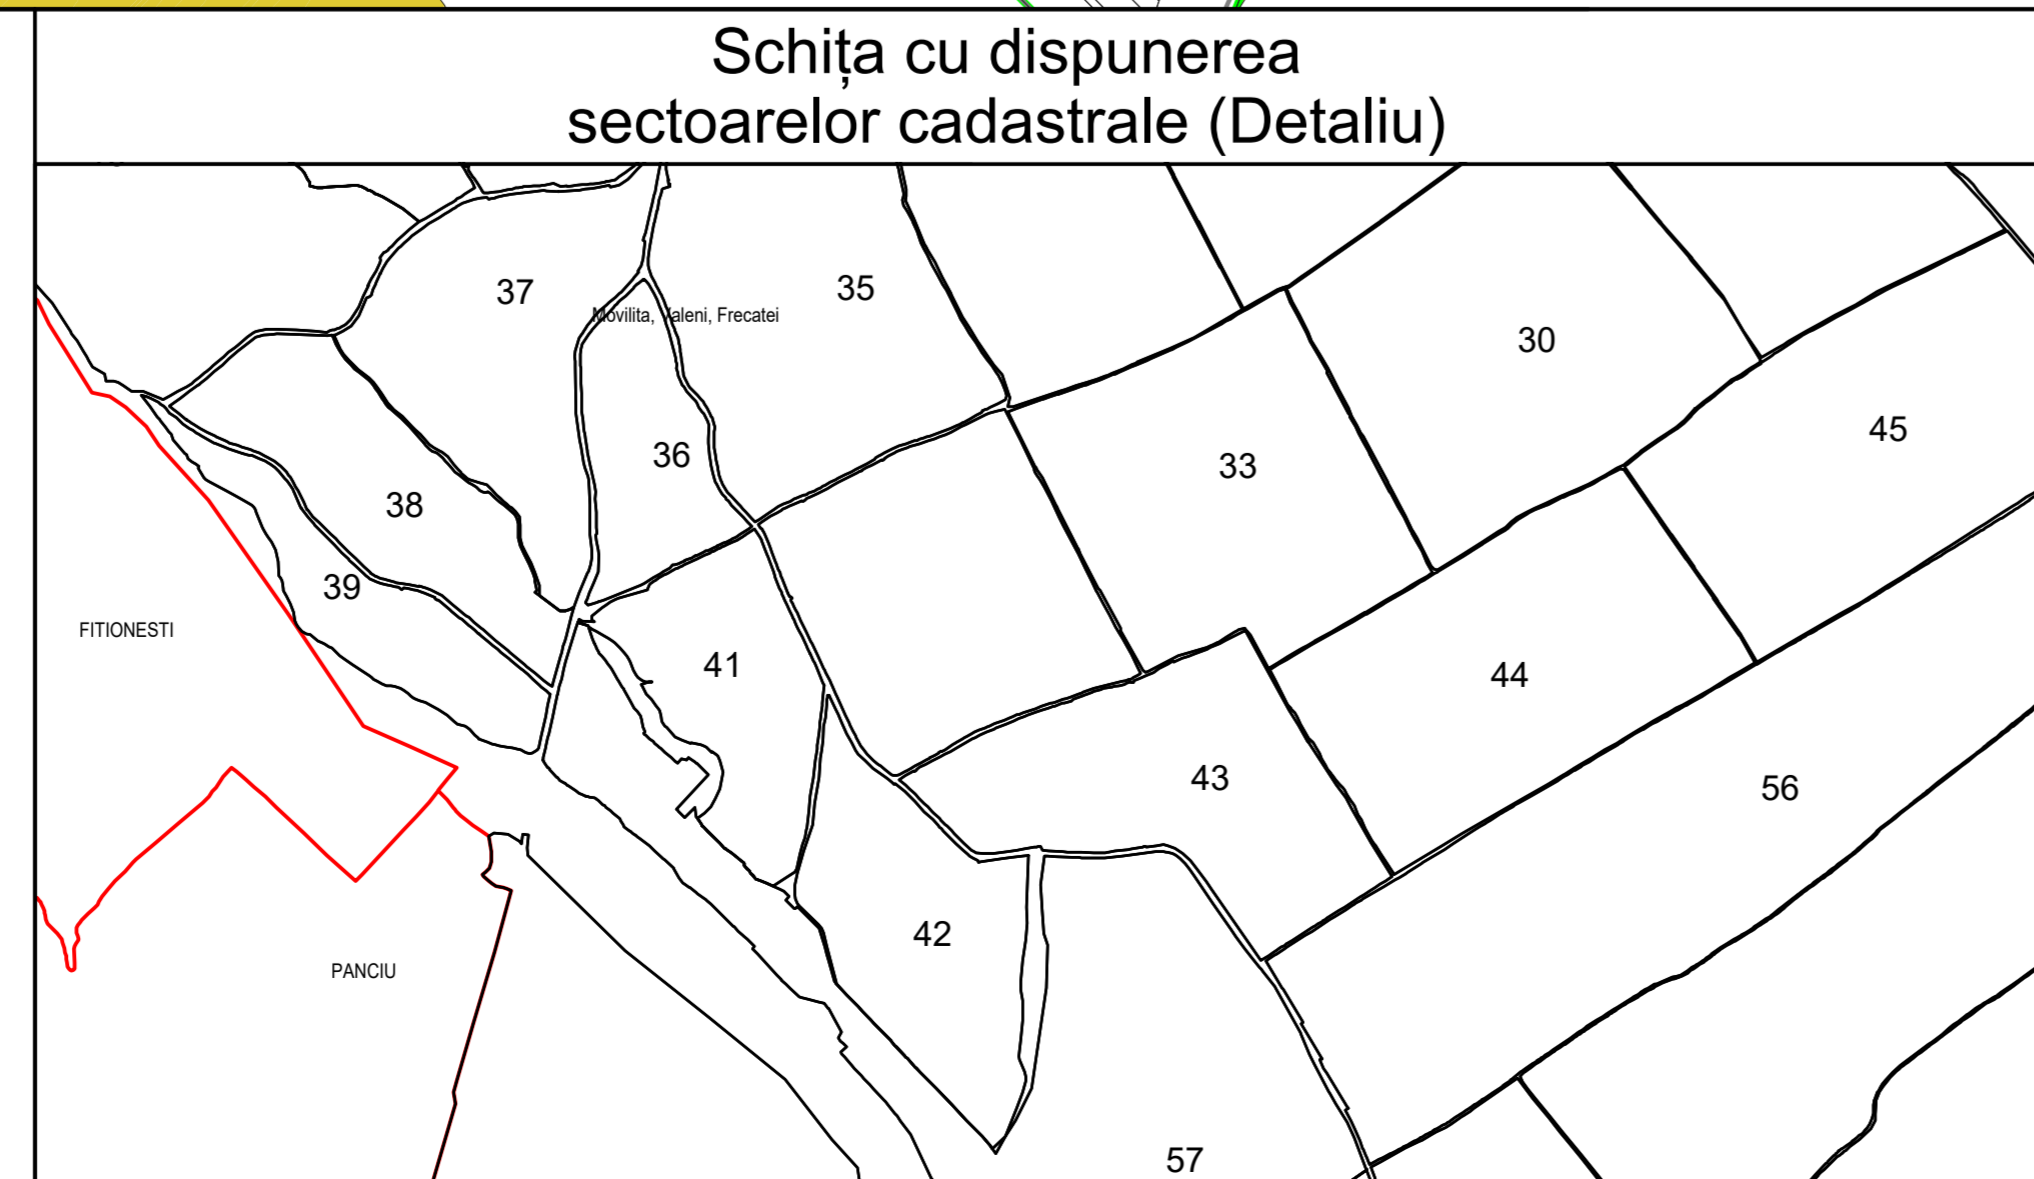 Schița cu dispunerea
sectoarelor cadastrale (Detaliu)
37
35
Movilita, Valeni, Frecatei
30
45
36
33
38
39
FITIONESTI
41
44
43
56
42
PANCIU
57